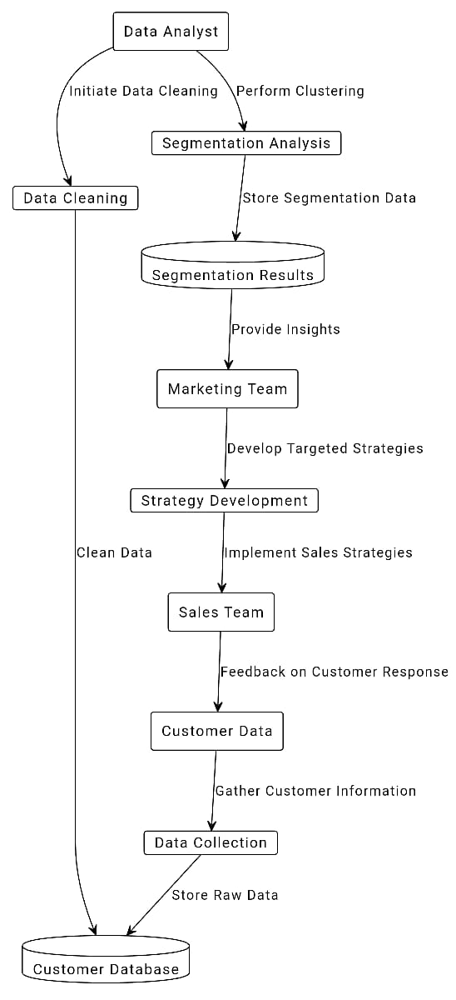 Data Analyst
Initiate Data Cleaning
Perform Clustering
Segmentation Analysis
Data Cleaning
Store Segmentation Data
Segmentation Results
Provide Insights
Marketing Team
Develop Targeted Strategies
Strategy Development
Clean Data
Implement Sales Strategies
Sales Team
Feedback on Customer Response
Customer Data
Gather Customer Information
Data Collection
Store Raw Data
Customer Database